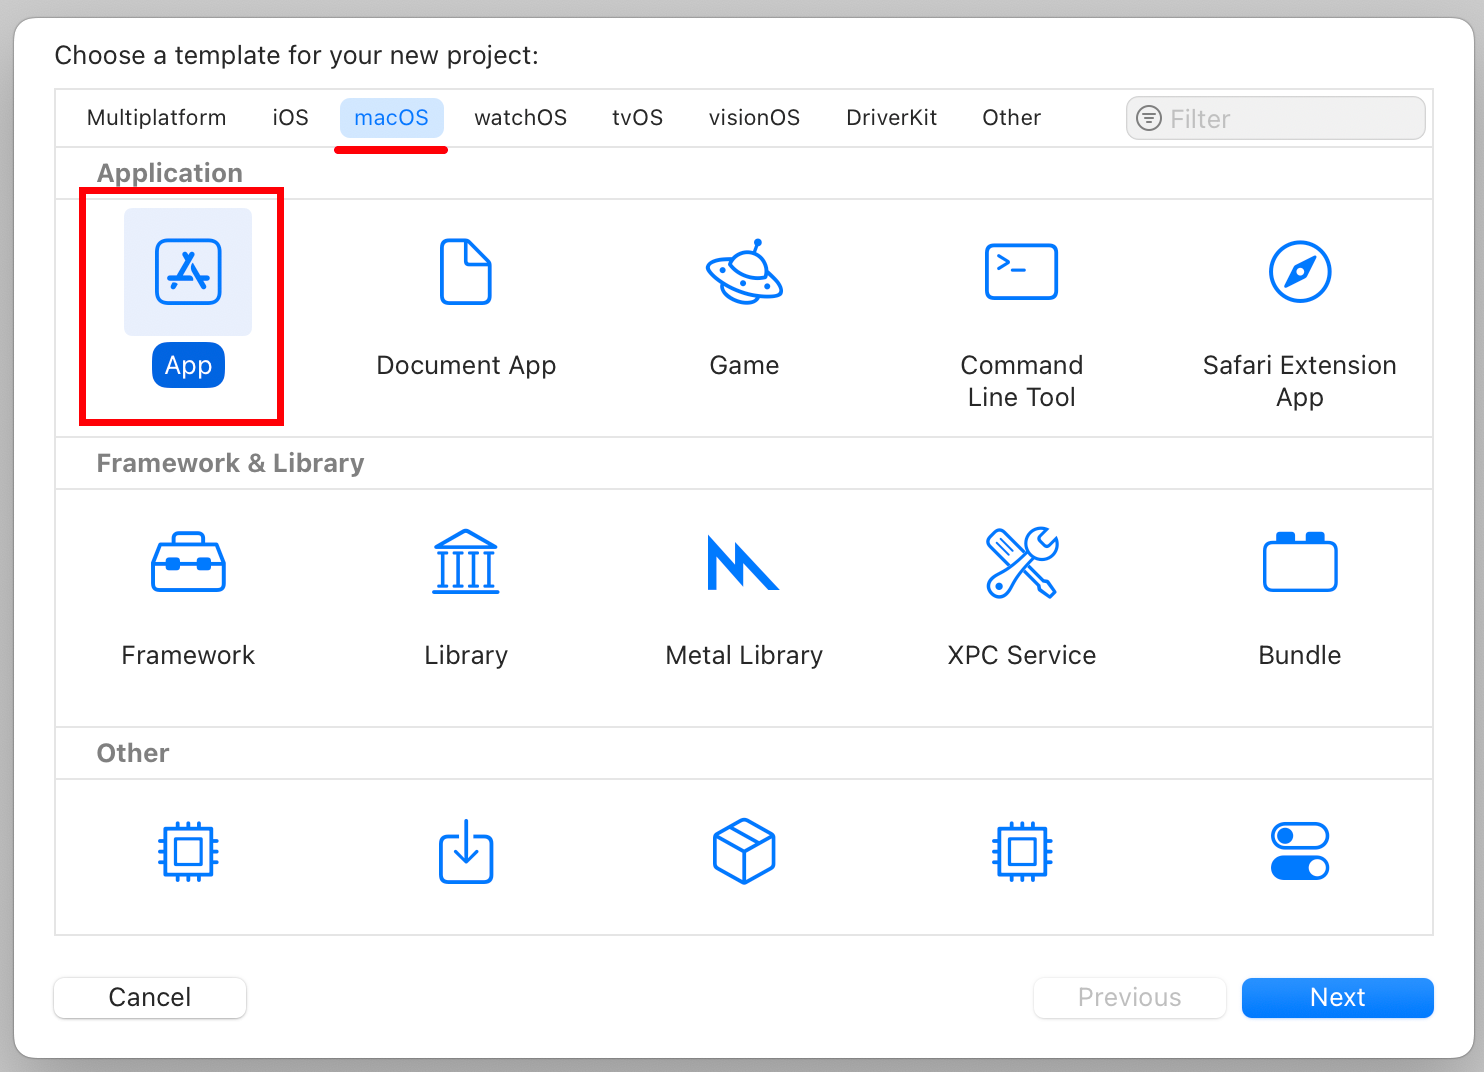 Choose a template for your new project:
Multiplatform iOS macOS watchOS tvOS visionOS DriverKit Other Filter
Application
App Document App Game Command Line Tool Safari Extension App
Framework & Library
Framework Library Metal Library XPC Service Bundle
Other
Cancel Previous Next